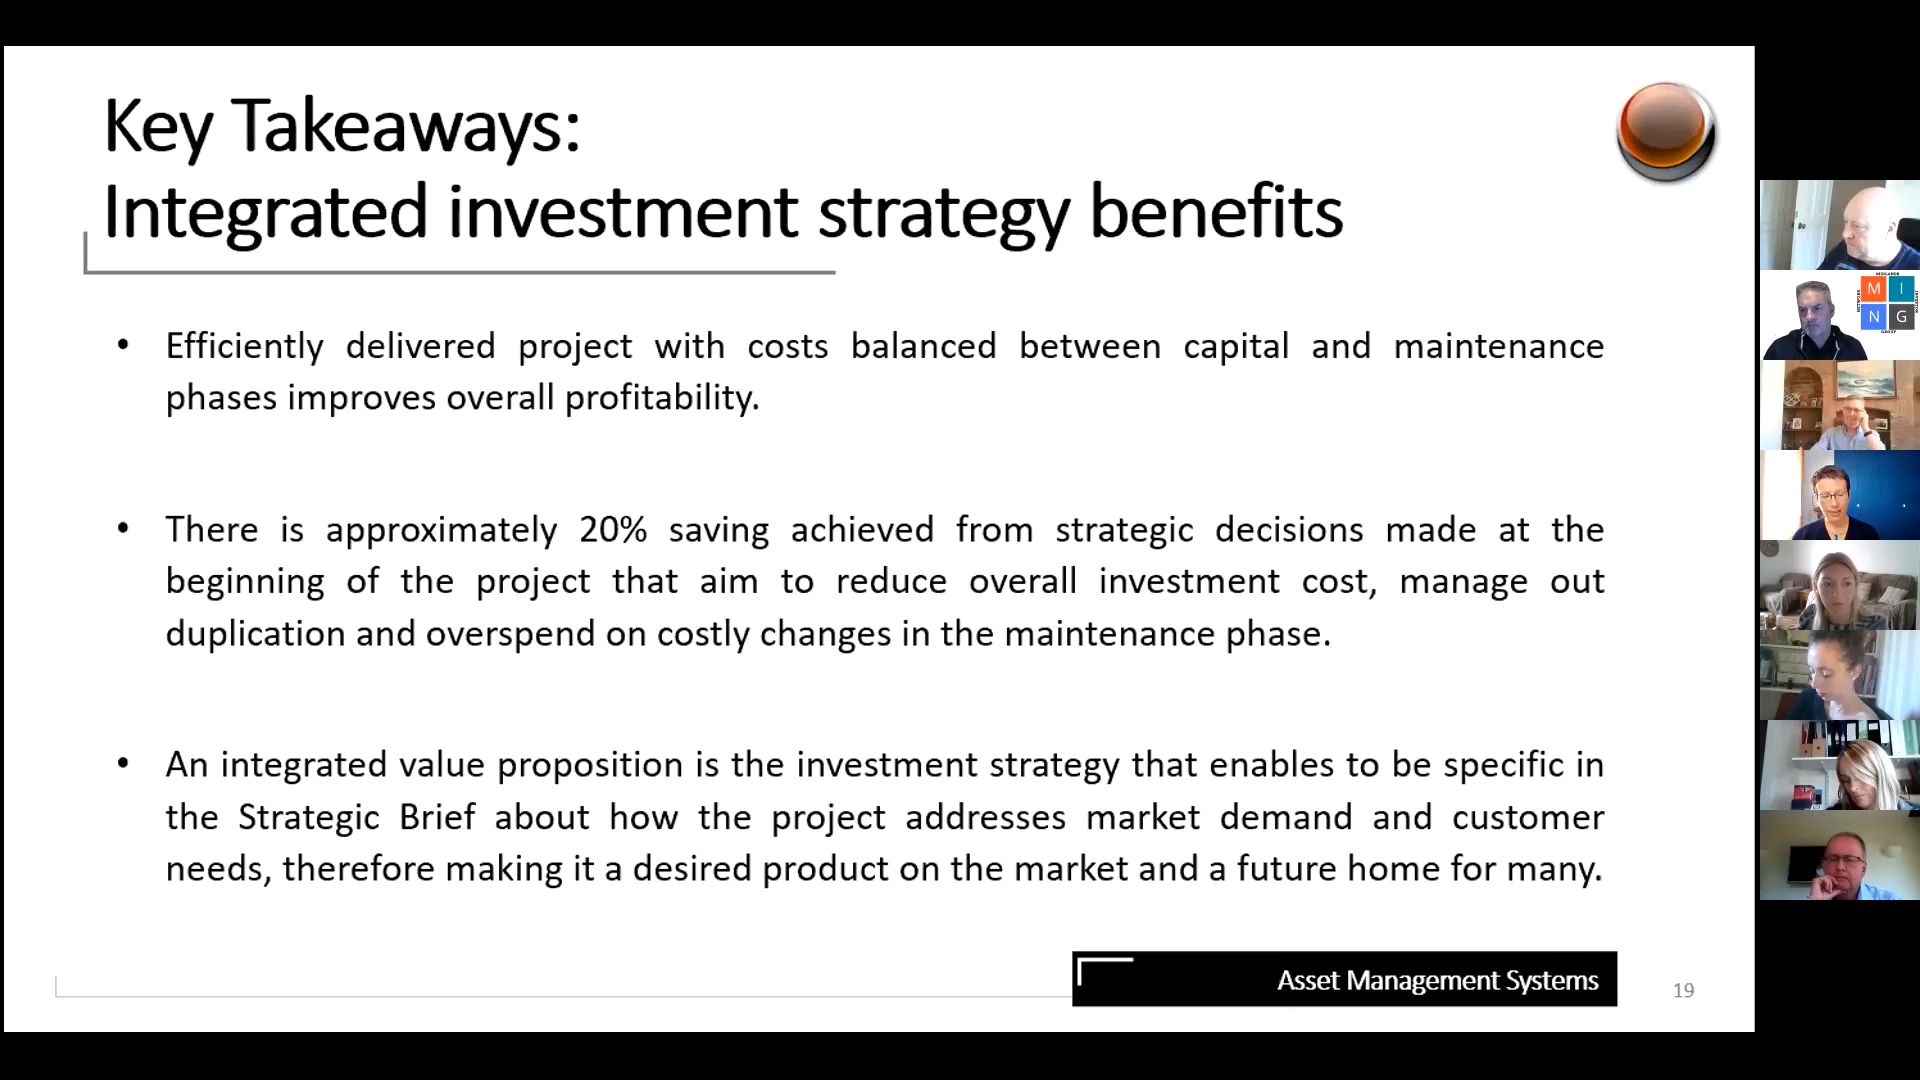 Key Takeaways:
Integrated investment strategy benefits
• Efficiently delivered project with costs balanced between capital and maintenance
phases improves overall profitability.
• There is approximately 20% saving achieved from strategic decisions made at the
beginning of the project that aim to reduce overall investment cost, manage out
duplication and overspend on costly changes in the maintenance phase.
• An integrated value proposition is the investment strategy that enables to be specific in
the Strategic Brief about how the project addresses market demand and customer
needs, therefore making it a desired product on the market and a future home for many.
Asset Management Systems
19
MIDLANDS
M I
N G
GROUP